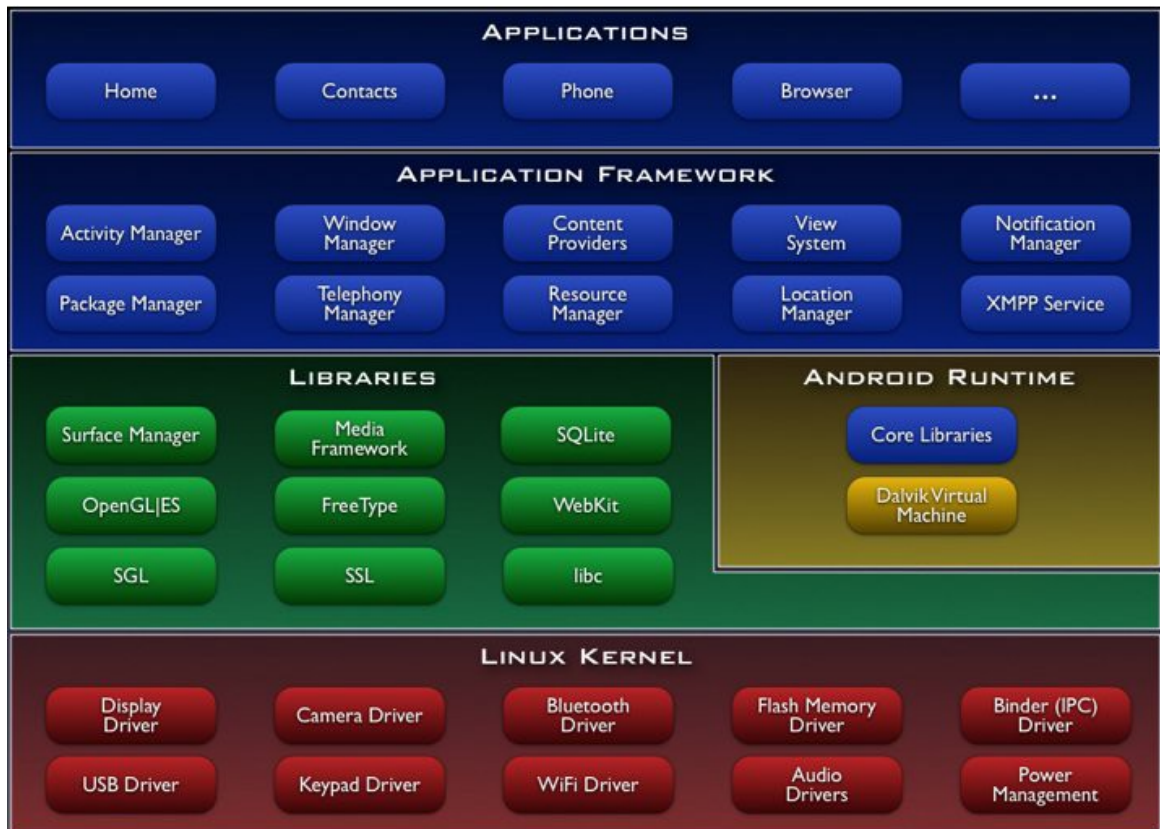 APPLICATIONS
Home
Contacts
Phone
Browser
...
APPLICATION FRAMEWORK
Activity Manager
Window
Manager
Content
Providers
View
System
Notification
Manager
Package Manager
Telephony
Manager
Resource
Manager
Location
Manager
XMPP Service
LIBRARIES
Surface Manager
Media
Framework
SQLite
OpenGL|ES
FreeType
WebKit
SGL
SSL
libc
ANDROID RUNTIME
Core Libraries
Dalvik Virtual
Machine
LINUX KERNEL
Display
Driver
Camera Driver
Bluetooth
Driver
Flash Memory
Driver
Binder (IPC)
Driver
USB Driver
Keypad Driver
WiFi Driver
Audio
Drivers
Power
Management